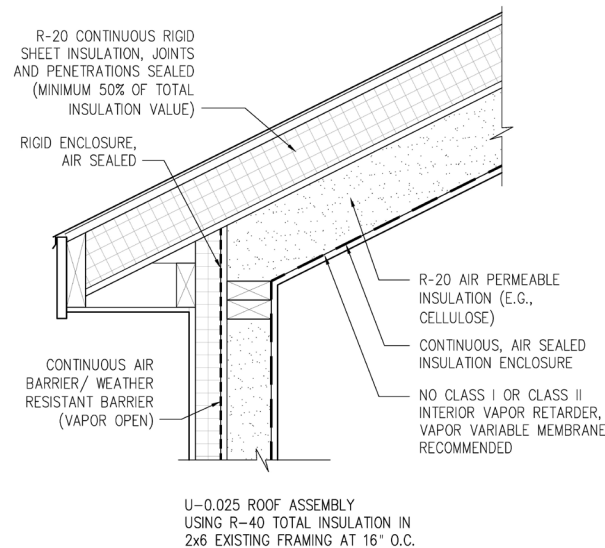 R-20 CONTINUOUS RIGID
SHEET INSULATION, JOINTS
AND PENETRATIONS SEALED
(MINIMUM 50% OF TOTAL
INSULATION VALUE)
RIGID ENCLOSURE,
AIR SEALED
CONTINUOUS AIR
BARRIER/ WEATHER
RESISTANT BARRIER
(VAPOR OPEN)
R-20 AIR PERMEABLE
INSULATION (E.G.,
CELLULOSE)
CONTINUOUS, AIR SEALED
INSULATION ENCLOSURE
NO CLASS I OR CLASS II
INTERIOR VAPOR RETARDER,
VAPOR VARIABLE MEMBRANE
RECOMMENDED
U-0.025 ROOF ASSEMBLY
USING R-40 TOTAL INSULATION IN
2x6 EXISTING FRAMING AT 16" O.C.